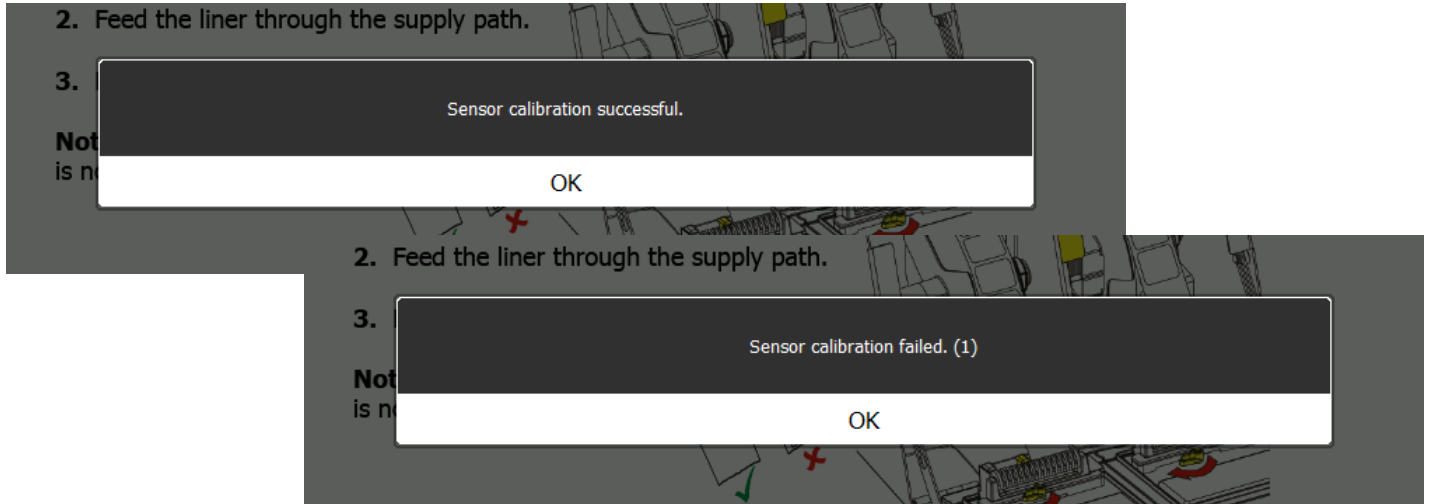 2. Feed the liner through the supply path.
3.
Sensor calibration successful.
Not
is no
OK
2. Feed the liner through the supply path.
3.
Sensor calibration failed. (1)
Not
is no
OK